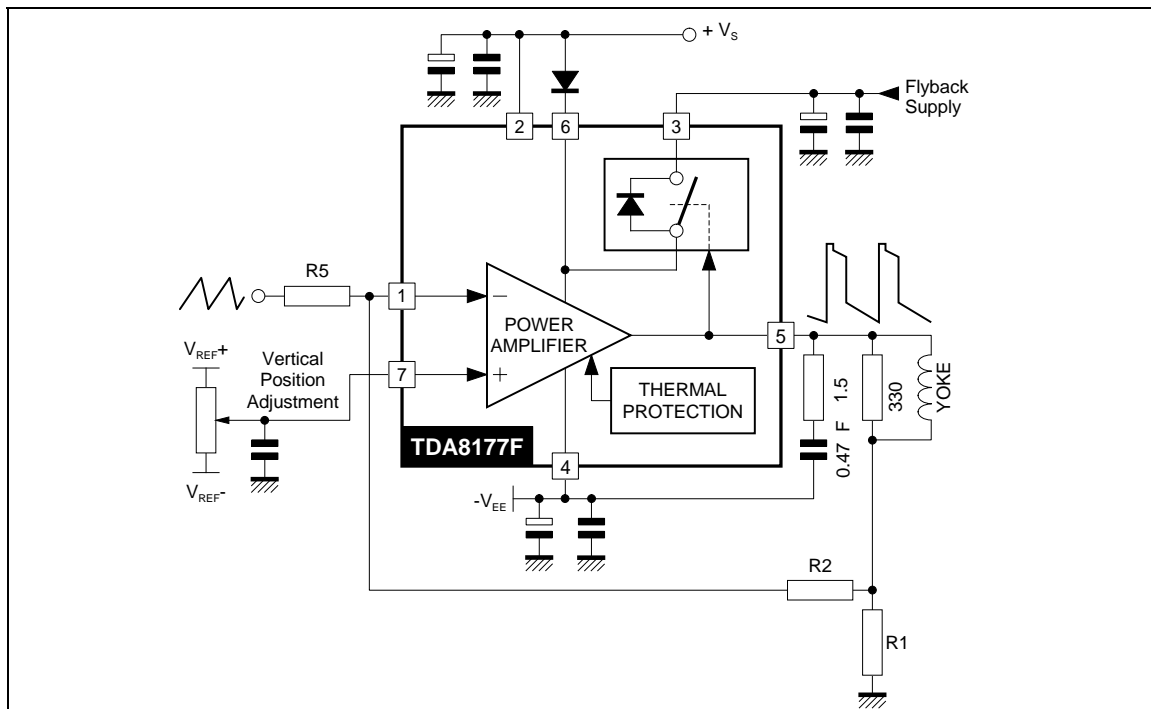 + VS
Flyback
Supply
2
6
3
R5
1
POWER
AMPLIFIER
5
VREF+
Vertical
Position
Adjustment
7
THERMAL
PROTECTION
1.5
0.47 F
330
YOKE
TDA8177F
4
VREF-
-VEE
R2
R1